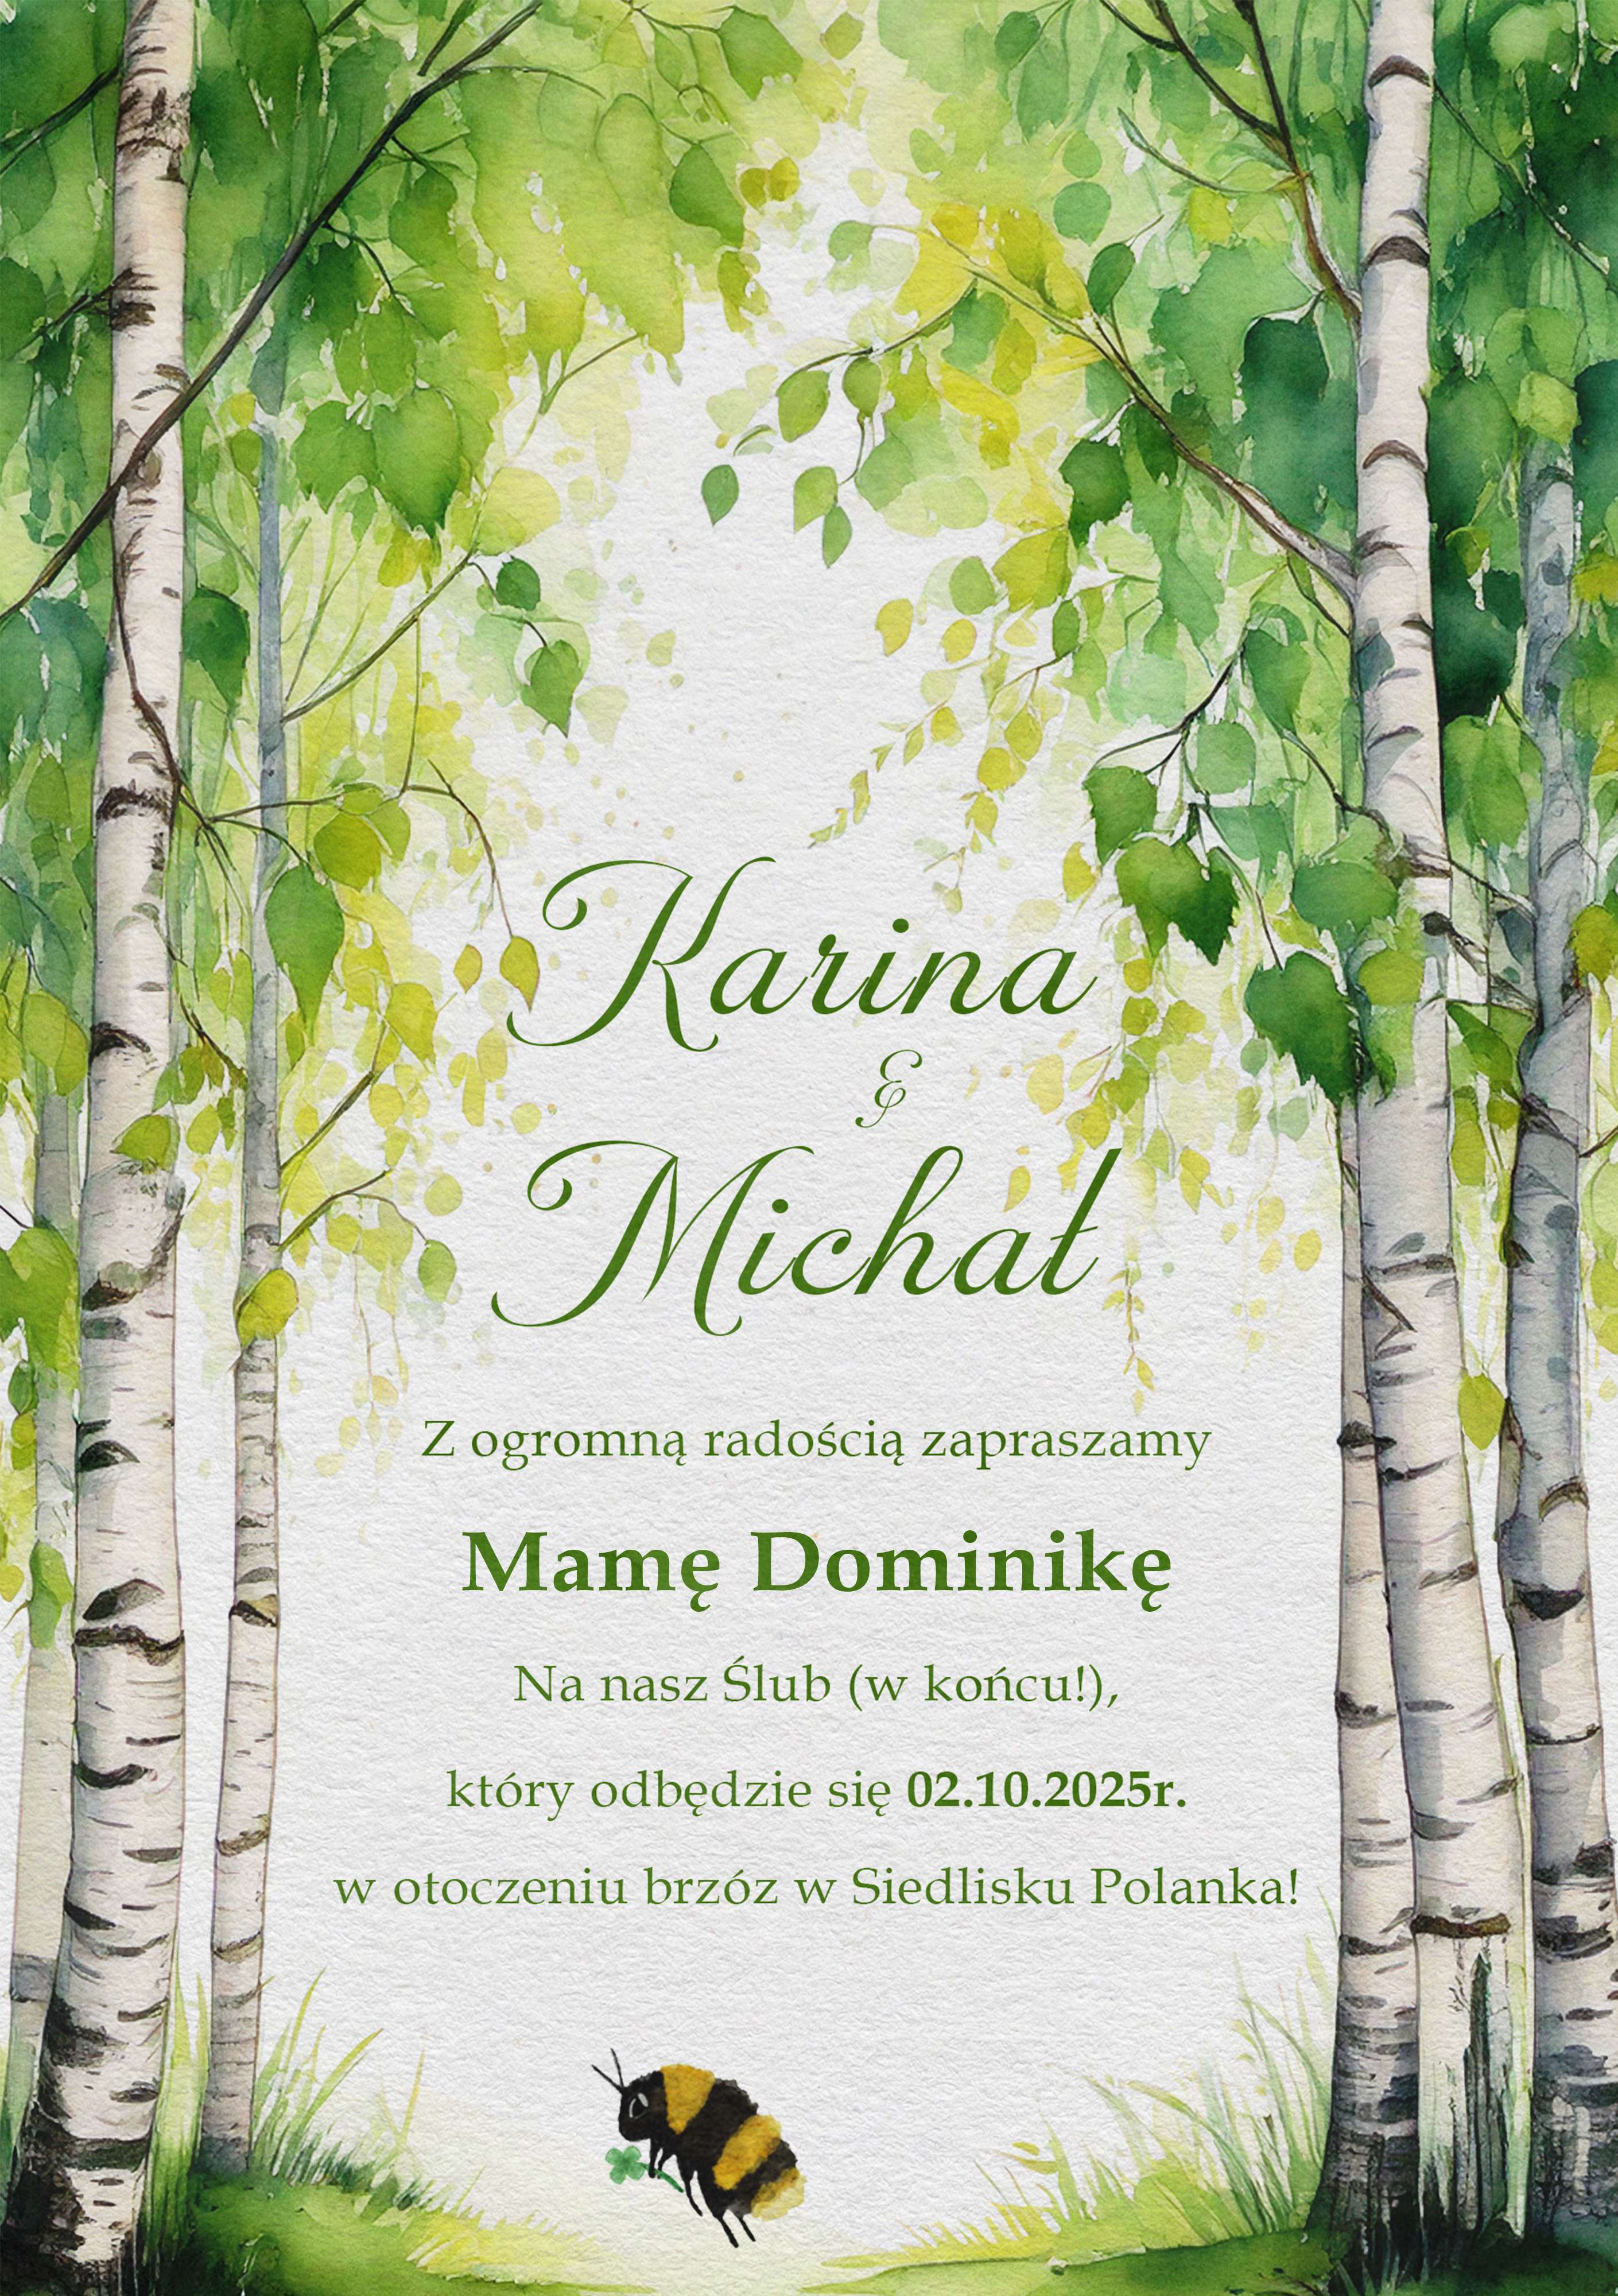 Karina
&
Michał
Z ogromną radością zapraszamy
Mamę Dominikę
Na nasz Ślub (w końcu!),
który odbędzie się 02.10.2025r.
w otoczeniu brzóz w Siedlisku Polanka!